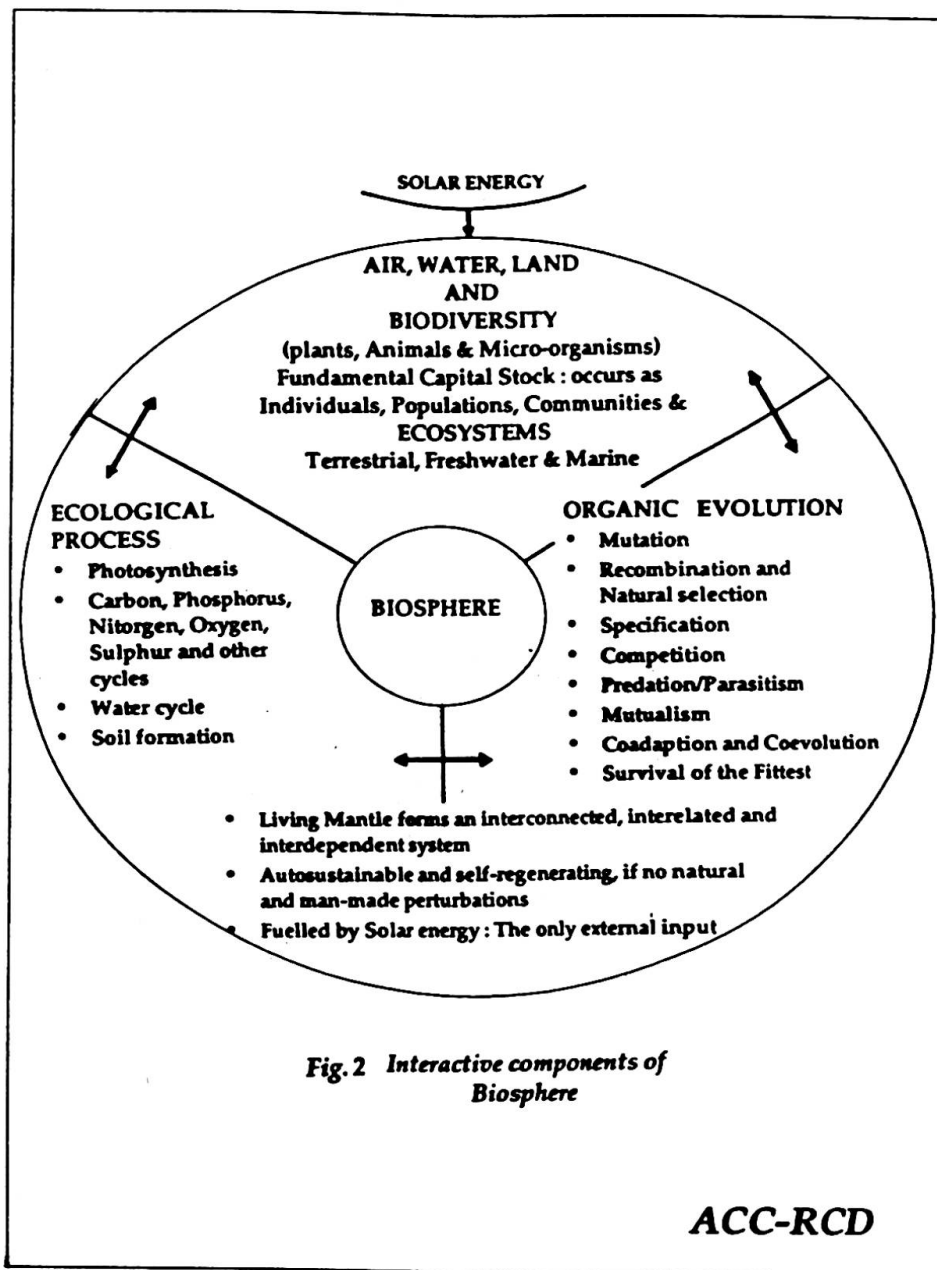 SOLAR ENERGY
AIR, WATER, LAND
AND
BIODIVERSITY
(plants, Animals & Micro-organisms)
Fundamental Capital Stock : occurs as
Individuals, Populations, Communities &
ECOSYSTEMS
Terrestrial, Freshwater & Marine
ECOLOGICAL
PROCESS
• Photosynthesis
• Carbon, Phosphorus,
Nitorgen, Oxygen,
Sulphur and other
cycles
• Water cycle
• Soil formation
BIOSPHERE
ORGANIC EVOLUTION
• Mutation
• Recombination and
Natural selection
• Specification
• Competition
• Predation/Parasitism
• Mutualism
• Coadaption and Coevolution
• Survival of the Fittest
• Living Mantle forms an interconnected, interelated and
interdependent system
• Autosustainable and self-regenerating, if no natural
and man-made perturbations
• Fuelled by Solar energy : The only external input
Fig. 2 Interactive components of
Biosphere
ACC-RCD